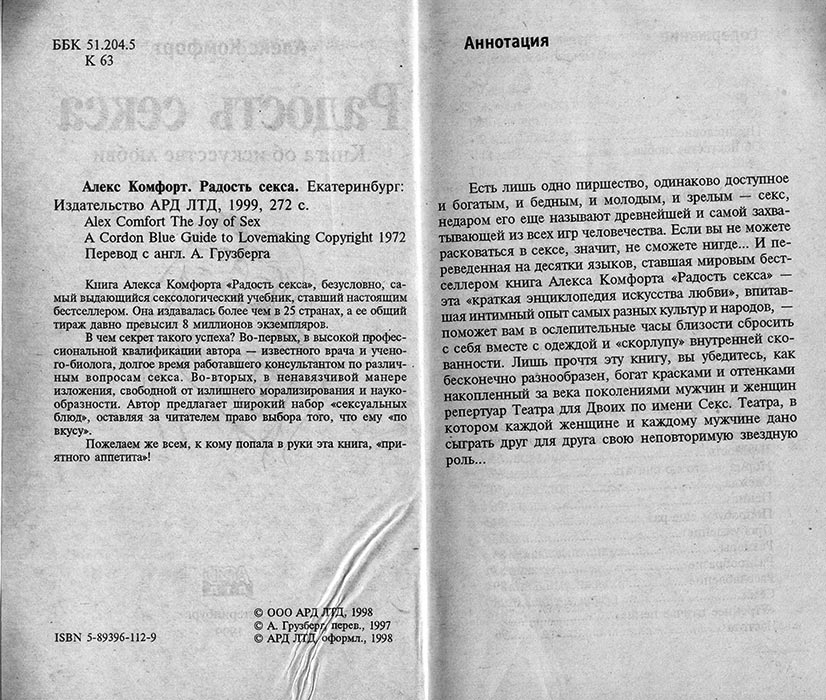 ББК 51.204.5
К 63
Алекс Комфорт. Радость секса. Екатеринбург:
Издательство АРД ЛТД, 1999, 272 с.
Alex Comfort The Joy of Sex
A Cordon Blue Guide to Lovemaking Copyright 1972
Перевод с англ. А. Грузберга
Книга Алекса Комфорта «Радость секса», безусловно, са-
мый выдающийся сексологический учебник, ставший настоящим
бестселлером. Она издавалась более чем в 25 странах, а ее общий
тираж давно превысил 8 миллионов экземпляров.
В чем секрет такого успеха? Во-первых, в высокой профес-
сиональной квалификации автора — известного врача и учено-
го-биолога, долгое время работавшего консультантом по различ-
ным вопросам секса. Во-вторых, в ненавязчивой манере
изложения, свободной от излишнего морализирования и науко-
образности. Автор предлагает широкий набор «сексуальных
блюд», оставляя за читателем право выбора того, что ему «по
вкусу».
Пожелаем же всем, к кому попала в руки эта книга, «при-
ятного аппетита»!
© ООО АРД ЛТД, 1998
© А. Грузберг, перев., 1997
ISBN 5-89396-112-9
© АРД ЛТД, оформл., 1998
Аннотация
Есть лишь одно пиршество, одинаково доступное
и богатым, и бедным, и молодым, и зрелым — секс,
недаром его еще называют древнейшей и самой захва-
тывающей из всех игр человечества. Если вы не можете
расковаться в сексе, значит, не сможете нигде... И пе-
реведенная на десятки языков, ставшая мировым бест-
селлером книга Алекса Комфорта «Радость секса» —
эта «краткая энциклопедия искусства любви», впитав-
шая интимный опыт самых разных культур и народов, —
поможет вам в ослепительные часы близости сбросить
с себя вместе с одеждой и «скорлупу» внутренней ско-
ванности. Лишь прочтя эту книгу, вы убедитесь, как
бесконечно разнообразен, богат красками и оттенками
накопленный за века поколениями мужчин и женщин
репертуар Театра для Двоих по имени Секс. Театра, в
котором каждой женщине и каждому мужчине дано
сыграть друг для друга свою неповторимую звездную
роль...